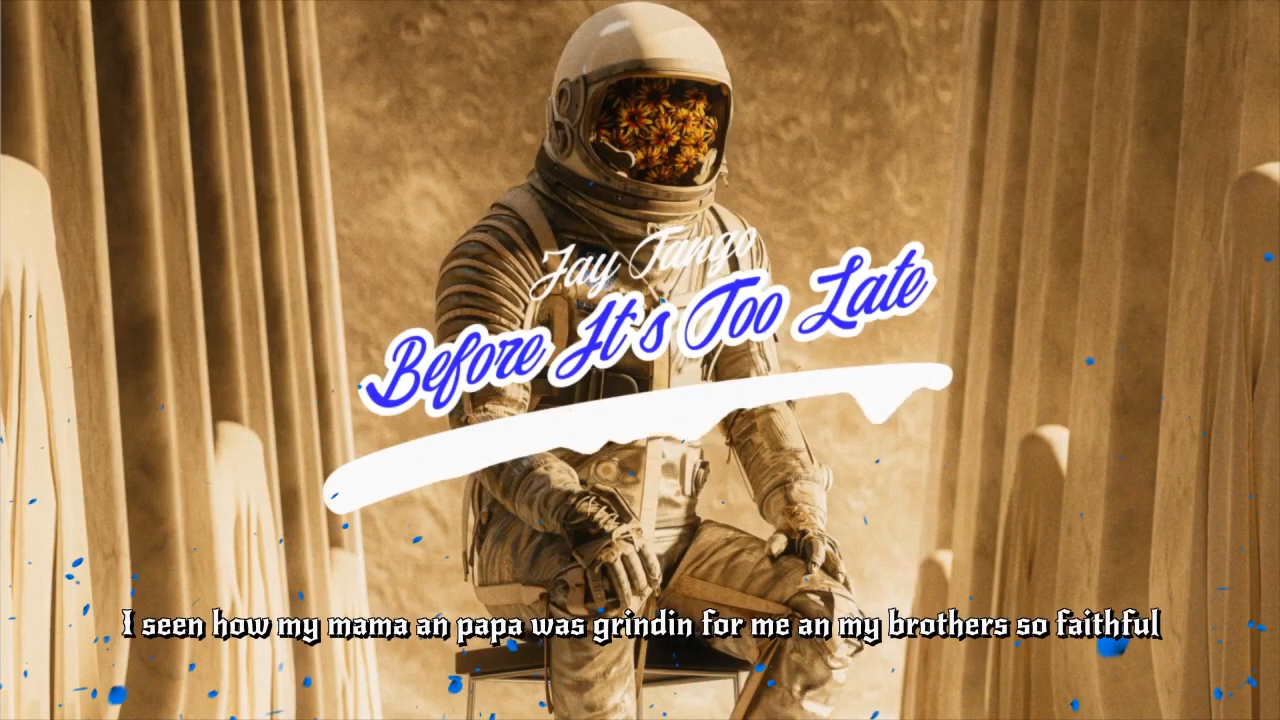 Jay Tango
Before It's Too Late
I seen how my mama an papa was grindin for me an my brothers so faithful